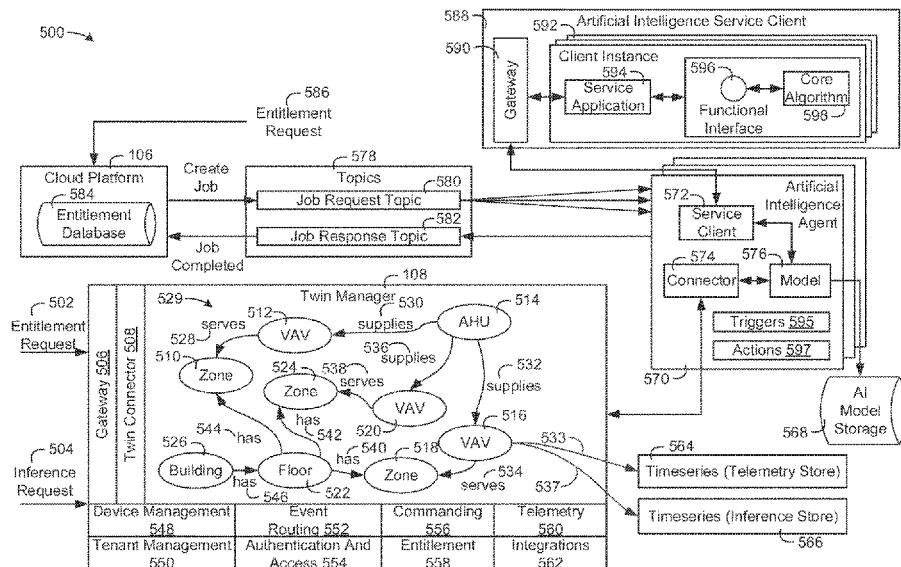 500
586
Entitlement
Request
106
Cloud Platform
584
Entitlement
Database
Create
Job
Job
Completed
578
Topics
580
Job Request Topic
582
Job Response Topic
588
Artificial Intelligence Service Client
590
Gateway
592
Client Instance
594
Service
Application
596
Functional
Interface
Core
Algorithm
598
572
Service
Client
Artificial
Intelligence
Agent
574
Connector
576
Model
Triggers 595
Actions 597
570
AI
Model
Storage
568
502
Entitlement
Request
504
Inference
Request
Gateway 506
Twin Connector 508
108
Twin Manager
529
512
VAV
530
supplies
514
AHU
serves
528
510
Zone
536
supplies
532
supplies
524
Zone
538
serves
VAV
520
516
VAV
544
has
has
542
has
540
518
Zone
534
serves
526
Building
has
546
Floor
522
533
537
564
Timeseries (Telemetry Store)
Timeseries (Inference Store)
566
Device Management
548
Event
Routing 552
Commanding
556
Telemetry
560
Tenant Management
550
Authentication And
Access 554
Entitlement
558
Integrations
562